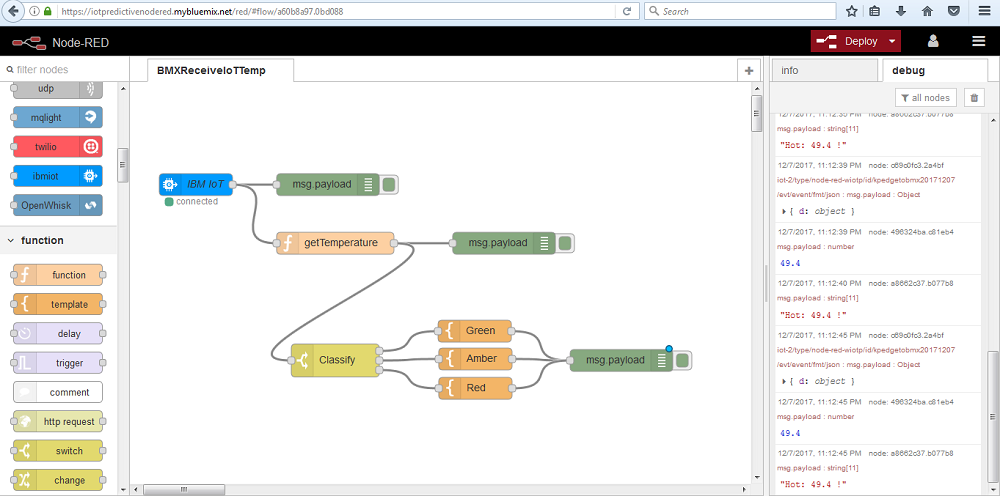 https://iotpredictivenodered.mybluemix.net/red/#flow/a60b8a97.0bd088
Search
Node-RED
Deploy
filter nodes
udp
mqlight
twilio
ibmiot
OpenWhisk
function
function
template
delay
trigger
comment
http request
switch
change
BMXReceiveIoTTemp
IBM IoT
connected
msg.payload
getTemperature
msg.payload
Classify
Green
Amber
Red
msg.payload
info
debug
all nodes
12/7/2017, 11:12:35 PM node: a8662c37.b077b8
msg.payload : string[11]
"Hot: 49.4 !"
12/7/2017, 11:12:39 PM node: c69c0fc3.2a4bf
iot-2/type/node-red-wiotp/id/kpedgetobmx20171207
/evt/event/fmt/json : msg.payload : Object
{ d: object }
12/7/2017, 11:12:39 PM node: 496324ba.c81eb4
msg.payload : number
49.4
12/7/2017, 11:12:40 PM node: a8662c37.b077b8
msg.payload : string[11]
"Hot: 49.4 !"
12/7/2017, 11:12:45 PM node: c69c0fc3.2a4bf
iot-2/type/node-red-wiotp/id/kpedgetobmx20171207
/evt/event/fmt/json : msg.payload : Object
{ d: object }
12/7/2017, 11:12:45 PM node: 496324ba.c81eb4
msg.payload : number
49.4
12/7/2017, 11:12:45 PM node: a8662c37.b077b8
msg.payload : string[11]
"Hot: 49.4 !"